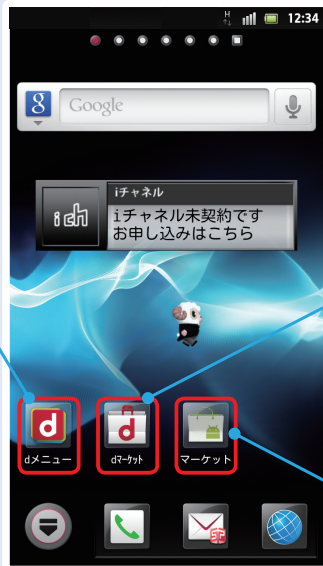 H 12:34
8 Google
ich
iチャネル
iチャネル未契約です
お申し込みはこちら
d d
dメニュー dマーケット マーケット